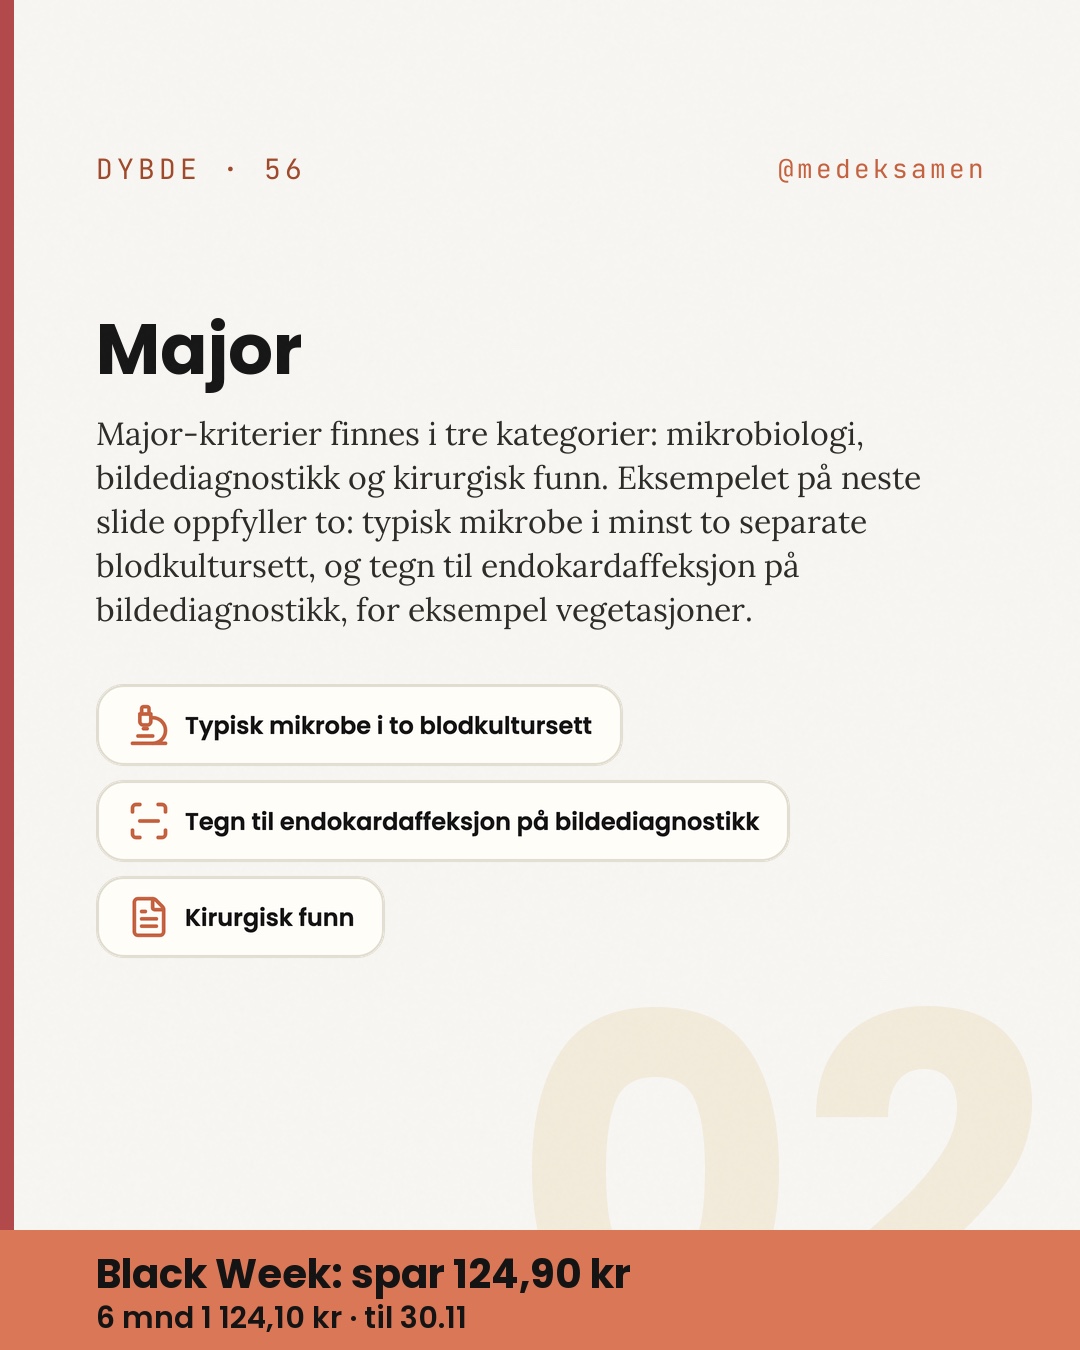 DYBDE · 56
@medeksamen
Major
Major-kriterier finnes i tre kategorier: mikrobiologi,
bildediagnostikk og kirurgisk funn. Eksempelet på neste
slide oppfyller to: typisk mikrobe i minst to separate
blodkultursett, og tegn til endokardaffeksjon på
bildediagnostikk, for eksempel vegetasjoner.
Typisk mikrobe i to blodkultursett
Tegn til endokardaffeksjon på bildediagnostikk
Kirurgisk funn
02
Black Week: spar 124,90 kr
6 mnd 1 124,10 kr · til 30.11